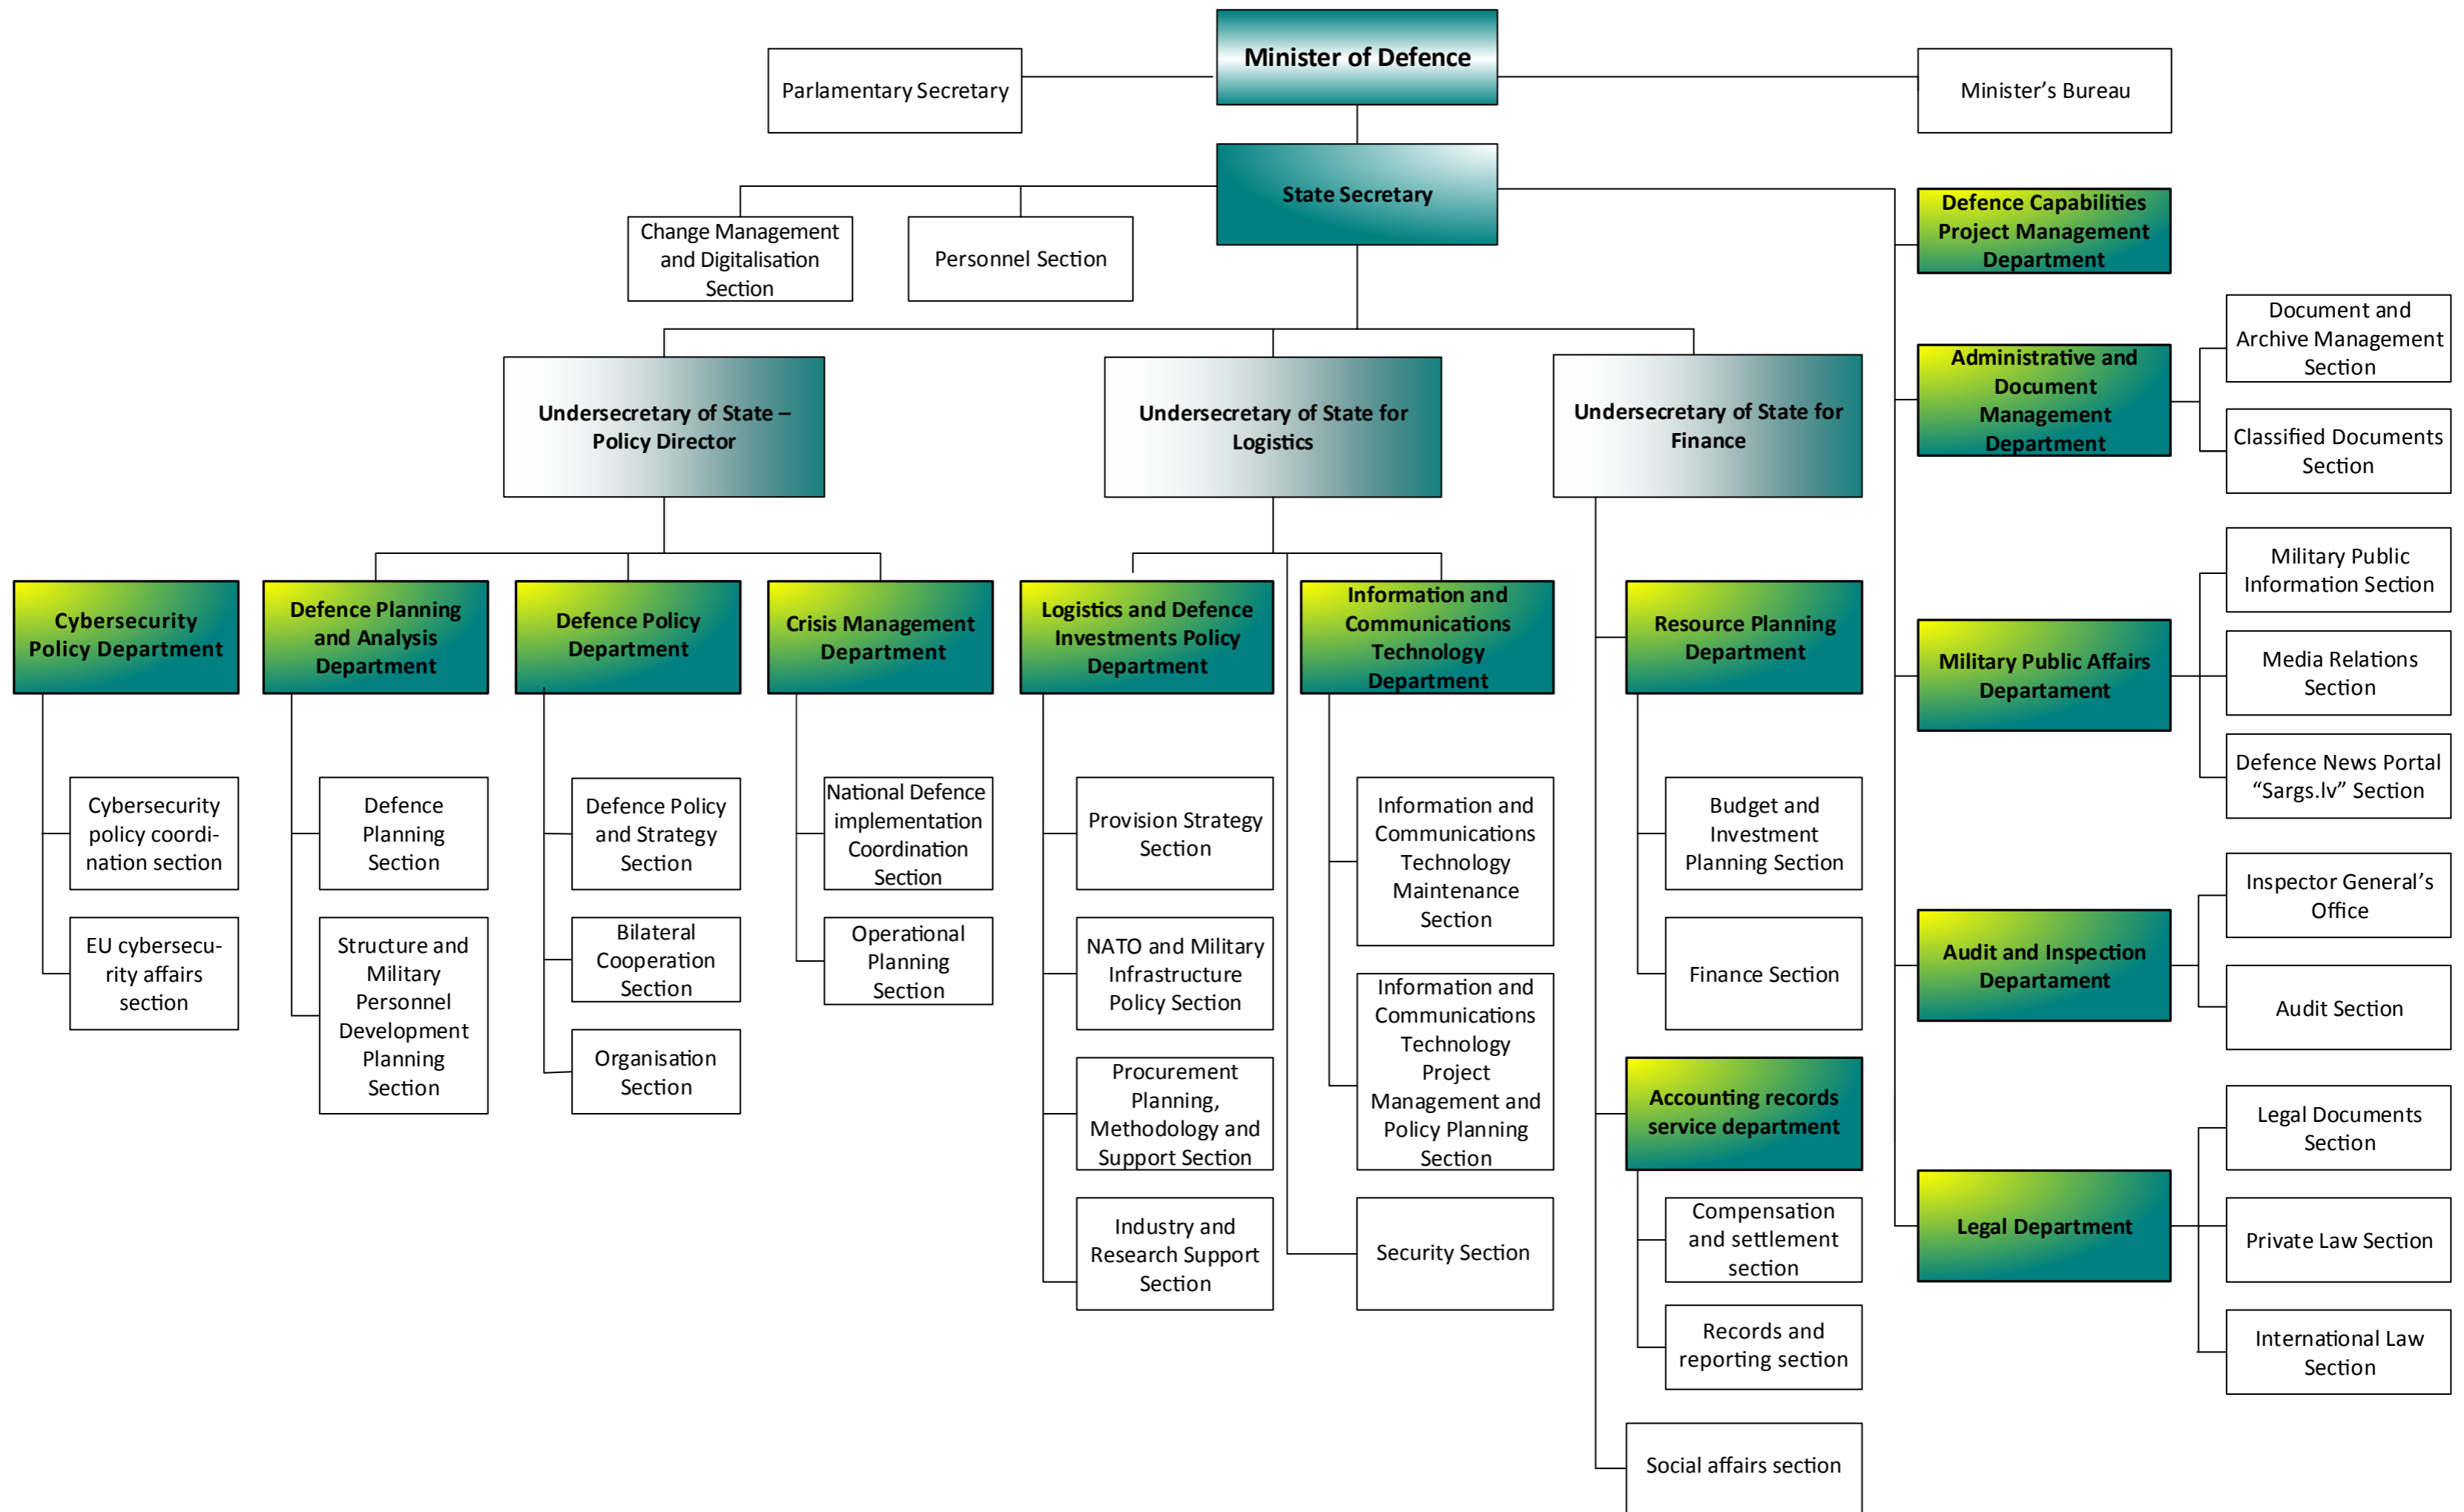 Minister of Defence
Parlamentary Secretary
Minister’s Bureau
State Secretary
Change Management
and Digitalisation
Section
Personnel Section
Defence Capabilities
Project Management
Department
Undersecretary of State –
Policy Director
Undersecretary of State for
Logistics
Undersecretary of State for
Finance
Administrative and
Document
Management
Department
Document and
Archive Management
Section
Classified Documents
Section
Cybersecurity
Policy Department
Defence Planning
and Analysis
Department
Defence Policy
Department
Crisis Management
Department
Logistics and Defence
Investments Policy
Department
Information and
Communications
Technology
Department
Resource Planning
Department
Military Public Affairs
Departament
Military Public
Information Section
Media Relations
Section
Defence News Portal
“Sargs.lv” Section
Cybersecurity
policy coordi-
nation section
EU cybersecu-
rity affairs
section
Defence
Planning
Section
Structure and
Military
Personnel
Development
Planning
Section
Defence Policy
and Strategy
Section
Bilateral
Cooperation
Section
Organisation
Section
National Defence
implementation
Coordination
Section
Operational
Planning
Section
Provision Strategy
Section
NATO and Military
Infrastructure
Policy Section
Procurement
Planning,
Methodology and
Support Section
Industry and
Research Support
Section
Information and
Communications
Technology
Maintenance
Section
Information and
Communications
Technology
Project
Management and
Policy Planning
Section
Security Section
Budget and
Investment
Planning Section
Finance Section
Accounting records
service department
Compensation
and settlement
section
Records and
reporting section
Social affairs section
Audit and Inspection
Departament
Inspector General’s
Office
Audit Section
Legal Department
Legal Documents
Section
Private Law Section
International Law
Section